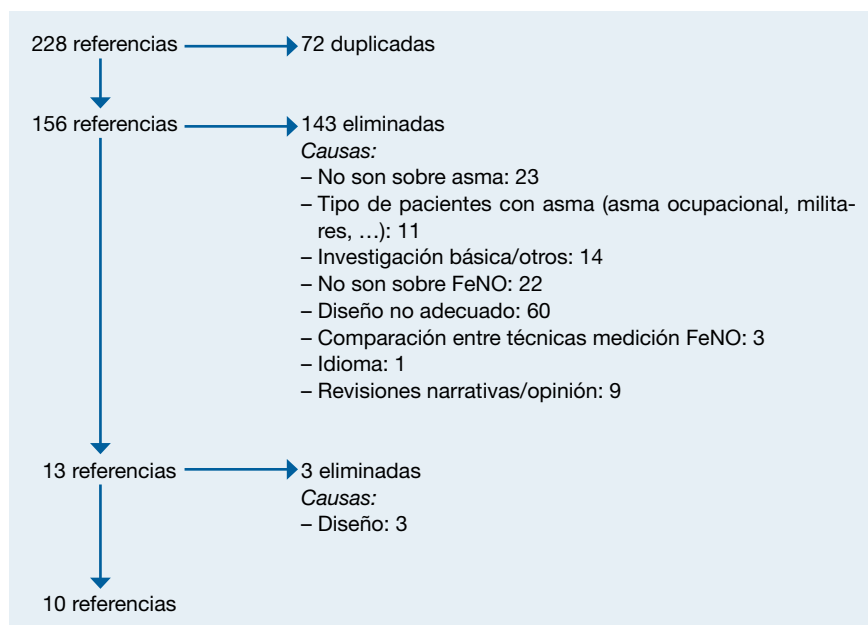 228 referencias
72 duplicadas
156 referencias
143 eliminadas
Causas:
– No son sobre asma: 23
– Tipo de pacientes con asma (asma ocupacional, milita-
res, …): 11
– Investigación básica/otros: 14
– No son sobre FeNO: 22
– Diseño no adecuado: 60
– Comparación entre técnicas medición FeNO: 3
– Idioma: 1
– Revisiones narrativas/opinión: 9
13 referencias
3 eliminadas
Causas:
– Diseño: 3
10 referencias